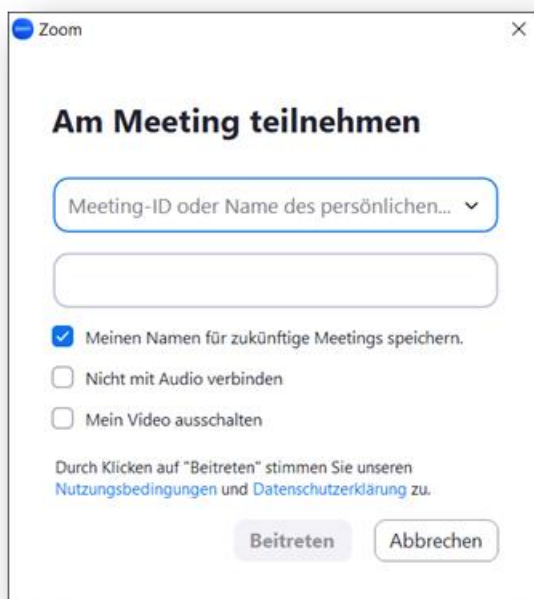 Zoom
Am Meeting teilnehmen
Meeting-ID oder Name des persönlichen...
Meinen Namen für zukünftige Meetings speichern.
Nicht mit Audio verbinden
Mein Video ausschalten
Durch Klicken auf "Beitreten" stimmen Sie unseren
Nutzungsbedingungen und Datenschutzerklärung zu.
Beitreten Abbrechen